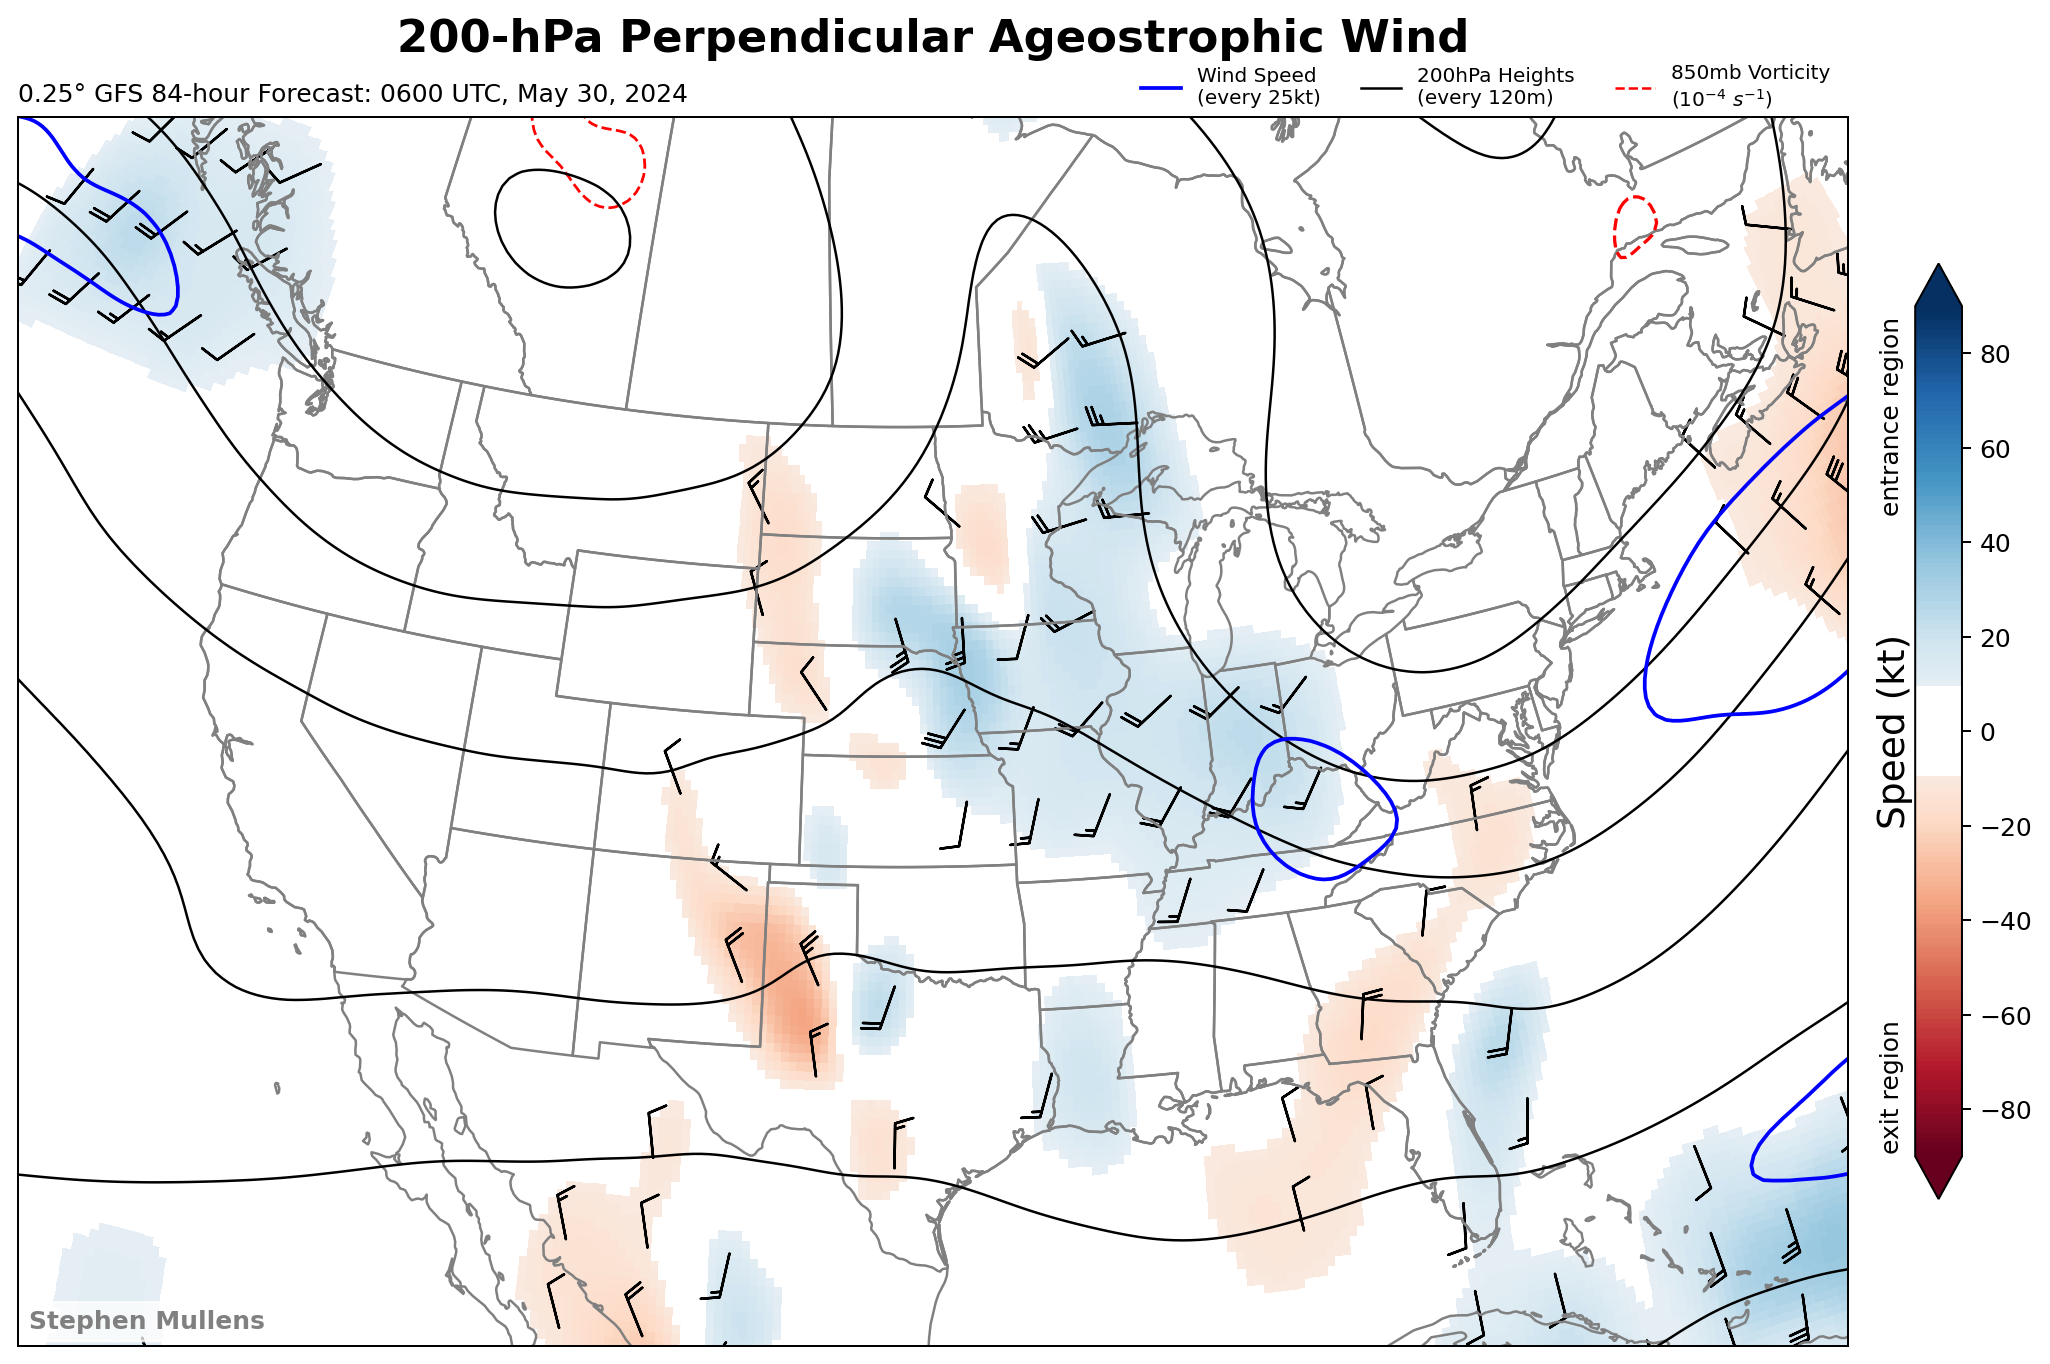 200-hPa Perpendicular Ageostrophic Wind
0.25° GFS 84-hour Forecast: 0600 UTC, May 30, 2024
Wind Speed
(every 25kt)
200hPa Heights
(every 120m)
850mb Vorticity
(10⁻⁴ s⁻¹)
entrance region
Speed (kt)
exit region
80
60
40
20
0
−20
−40
−60
−80
Stephen Mullens